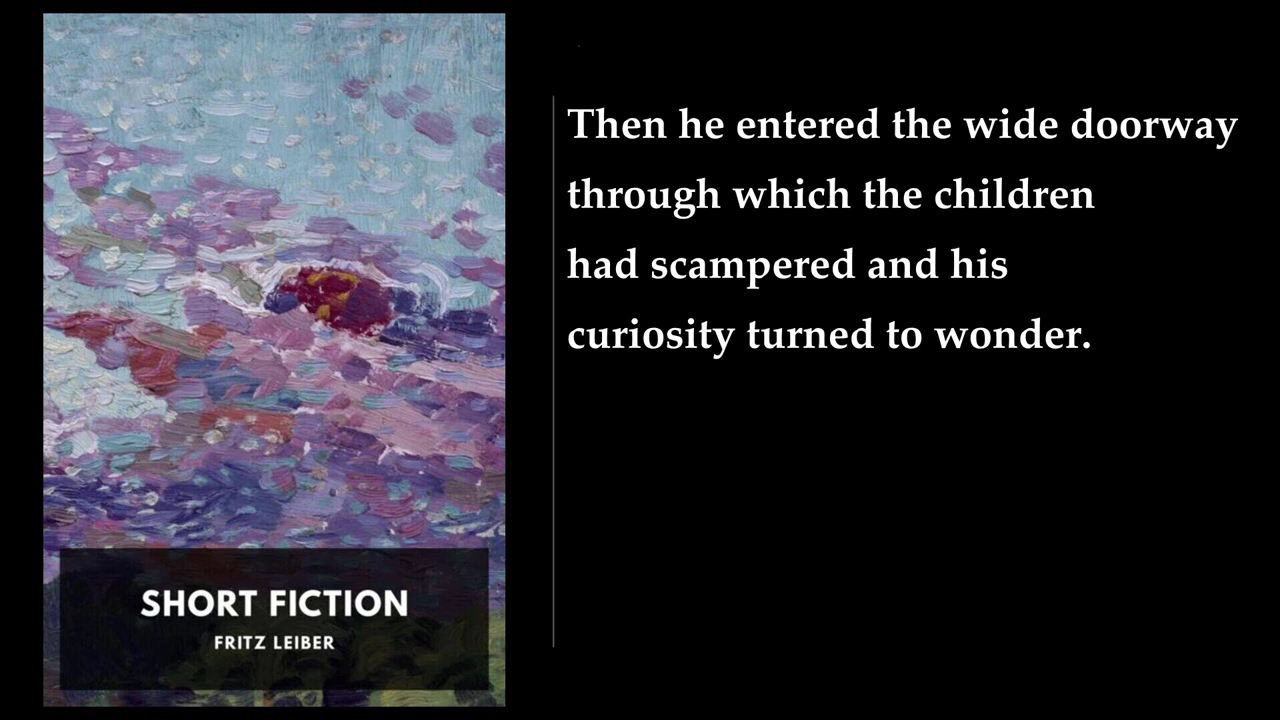 SHORT FICTION
FRITZ LEIBER
Then he entered the wide doorway
through which the children
had scampered and his
curiosity turned to wonder.